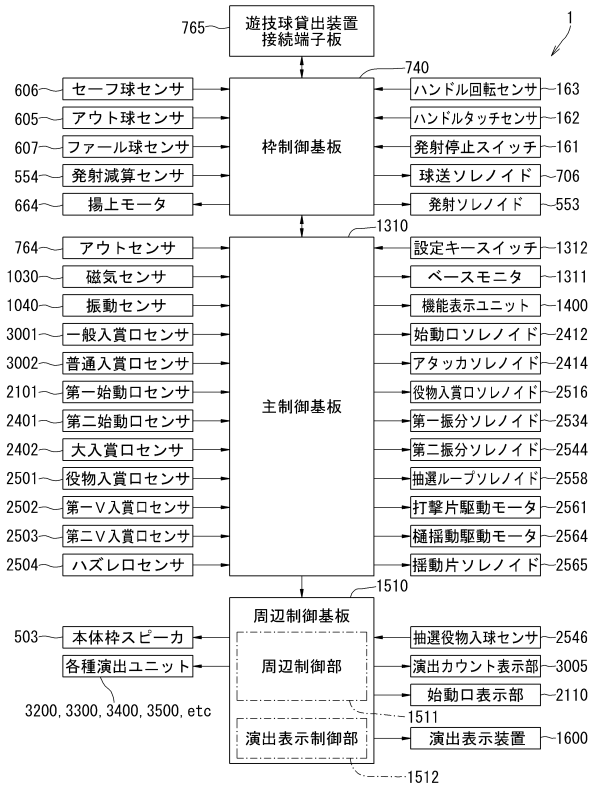 1
765 遊技球貸出装置
接続端子板
740
606 セーフ球センサ
605 アウト球センサ
607 ファール球センサ
554 発射減算センサ
664 揚上モータ
枠制御基板
ハンドル回転センサ 163
ハンドルタッチセンサ 162
発射停止スイッチ 161
球送ソレノイド 706
発射ソレノイド 553
1310
764 アウトセンサ
1030 磁気センサ
1040 振動センサ
3001 一般入賞口センサ
3002 普通入賞口センサ
2101 第一始動口センサ
2401 第二始動口センサ
2402 大入賞口センサ
2501 役物入賞口センサ
2502 第一V入賞口センサ
2503 第二V入賞口センサ
2504 ハズレ口センサ
主制御基板
設定キースイッチ 1312
ベースモニタ 1311
機能表示ユニット 1400
始動口ソレノイド 2412
アタッカソレノイド 2414
役物入賞口ソレノイド 2516
第一振分ソレノイド 2534
第二振分ソレノイド 2544
抽選ループソレノイド 2558
打撃片駆動モータ 2561
樋揺動駆動モータ 2564
揺動片ソレノイド 2565
1510
周辺制御基板
503 本体枠スピーカ
各種演出ユニット
3200, 3300, 3400, 3500, etc
周辺制御部
1511
演出表示制御部
1512
抽選役物入球センサ 2546
演出カウント表示部 3005
始動口表示部 2110
演出表示装置 1600